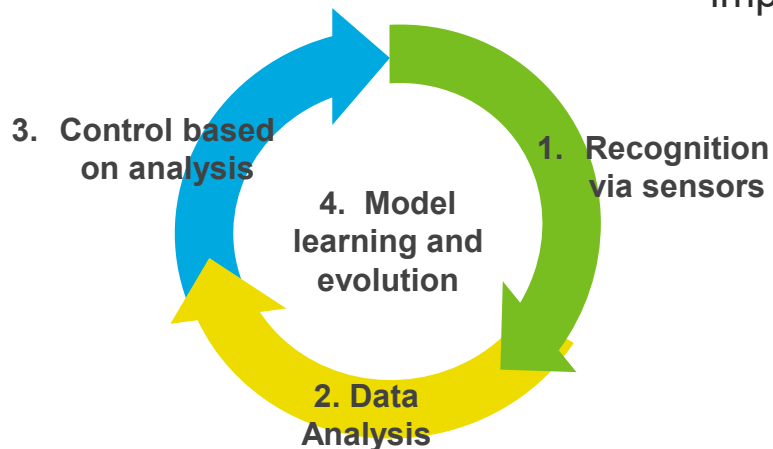 1. Recognition
via sensors
2. Data
Analysis
3. Control based
on analysis
4. Model
learning and
evolution